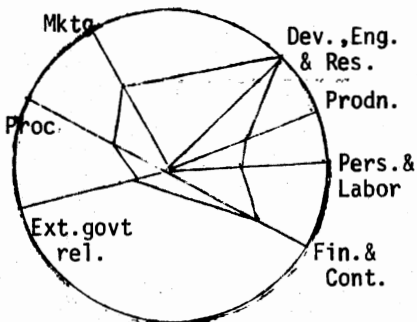 Mktg
Dev.,Eng.
& Res.
Prodn.
Proc
Pers.&
Labor
Ext.govt
rel.
Fin.&
Cont.